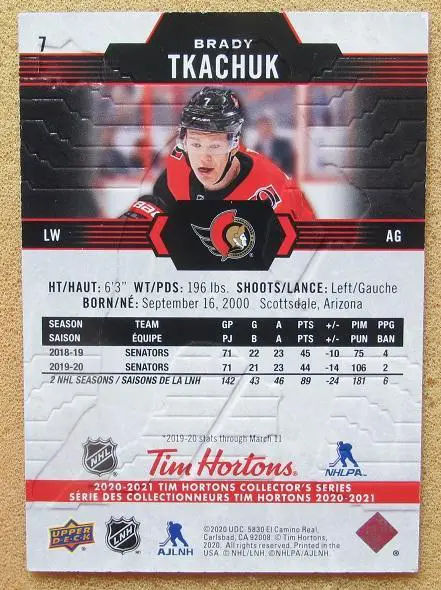 7
BRADY
TKACHUK
7
LW
AG
HT/HAUT: 6'3" WT/PDS: 196 lbs. SHOOTS/LANCE: Left/Gauche
BORN/NÉ: September 16, 2000 Scottsdale, Arizona
SEASON TEAM GP G A PTS +/- PIM PPG
SAISON ÉQUIPE PJ B A PTS +/- PUN BAN
2018-19 SENATORS 71 22 23 45 -10 75 4
2019-20 SENATORS 71 21 23 44 -14 106 2
2 NHL SEASONS / SAISONS DE LA LNH 142 43 46 89 -24 181 6
*2019-20 stats through March 11
NHL
Tim Hortons.
NHLPA
2020-2021 TIM HORTONS COLLECTOR'S SERIES
SÉRIE DES COLLECTIONNEURS TIM HORTONS 2020-2021
UPPER DECK
LNH
AJLNH
©2020 UDC. 5830 El Camino Real,
Carlsbad, CA 92008 © Tim Hortons,
2020. All rights reserved. Printed in the
USA. © NHL/LNH. ©NHLPA/AJLNH.
®